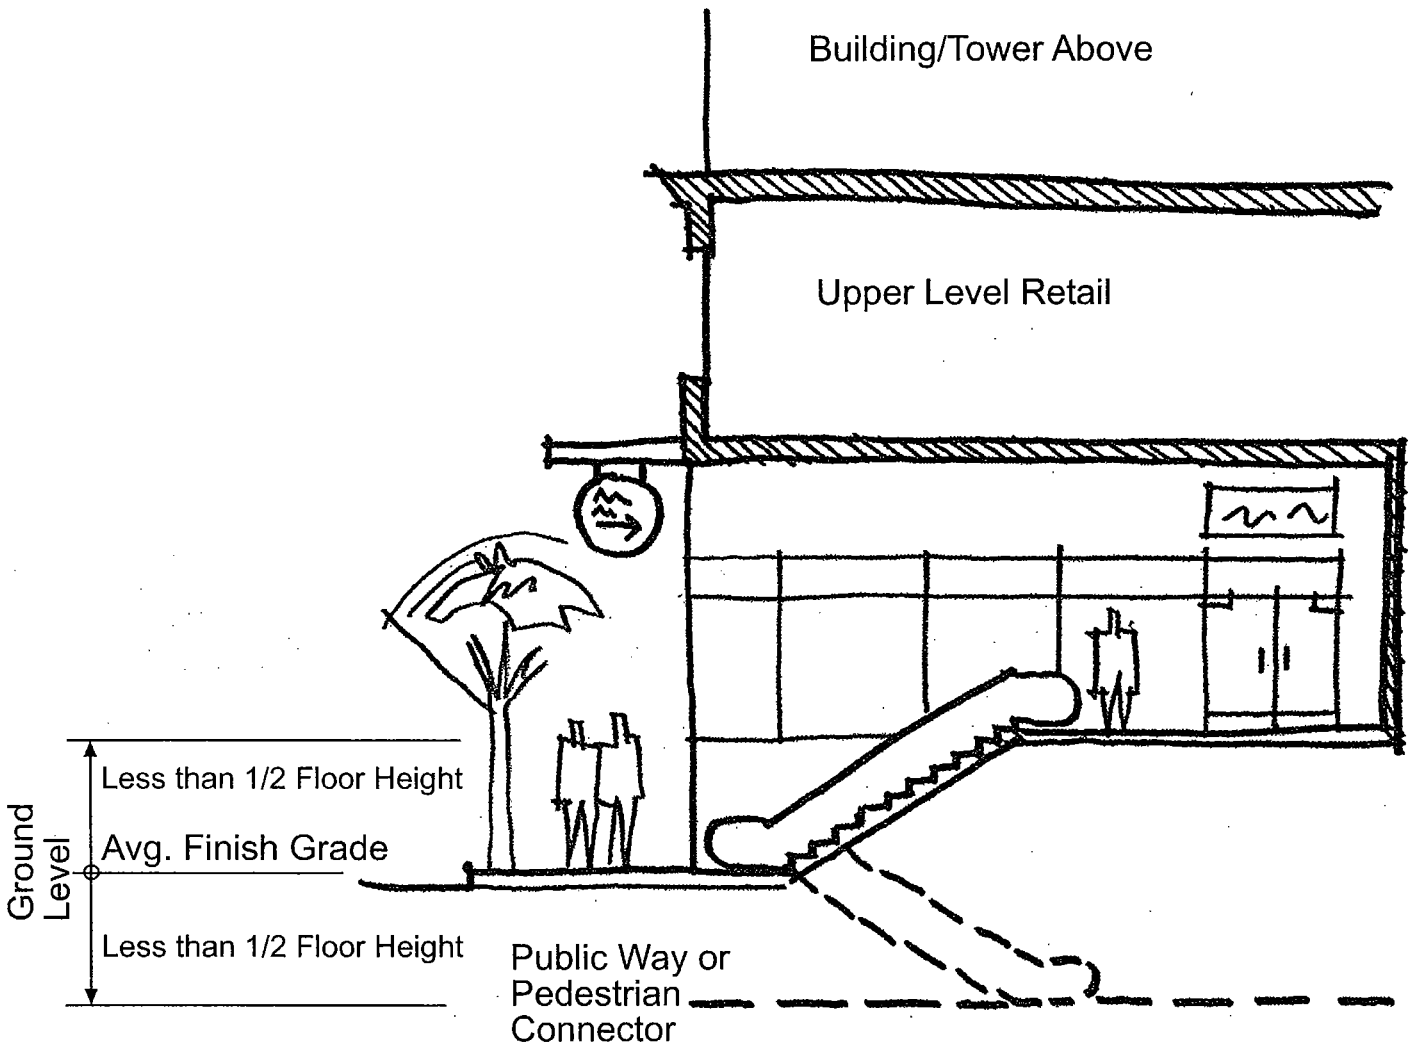 Building/Tower Above
Upper Level Retail
Less than 1/2 Floor Height
Avg. Finish Grade
Ground
Level
Less than 1/2 Floor Height
Public Way or
Pedestrian
Connector